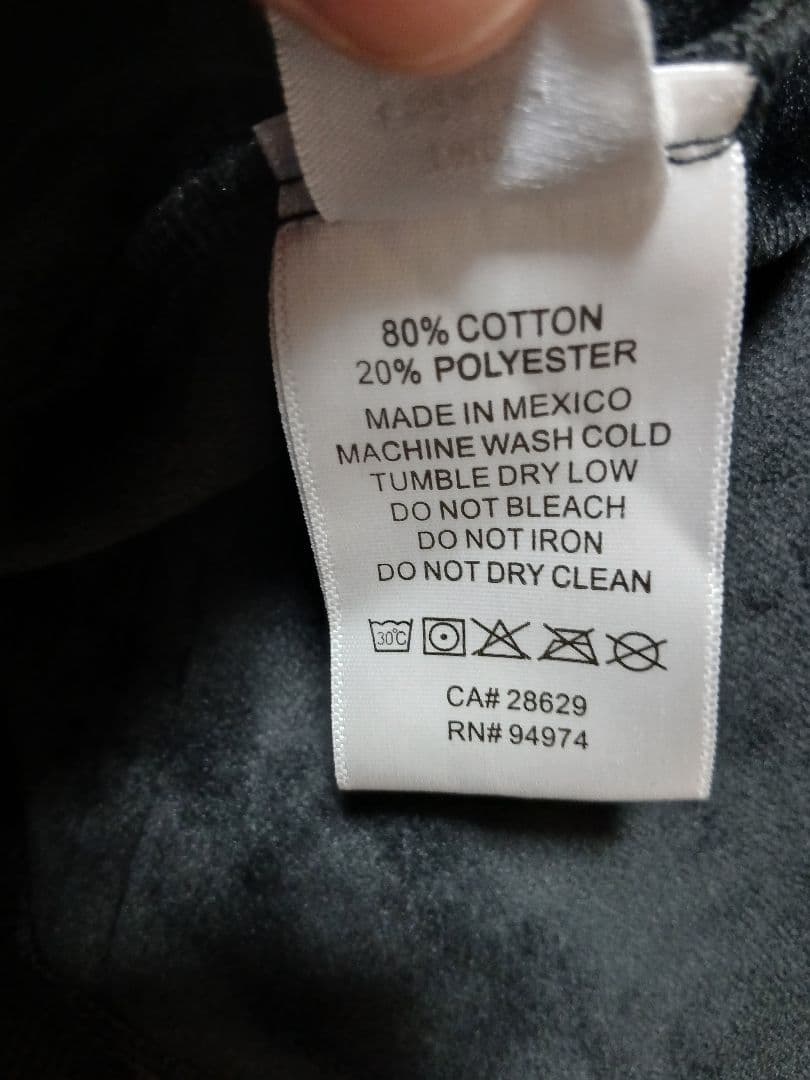 80% COTTON
20% POLYESTER
MADE IN MEXICO
MACHINE WASH COLD
TUMBLE DRY LOW
DO NOT BLEACH
DO NOT IRON
DO NOT DRY CLEAN
30°C
CA# 28629
RN# 94974